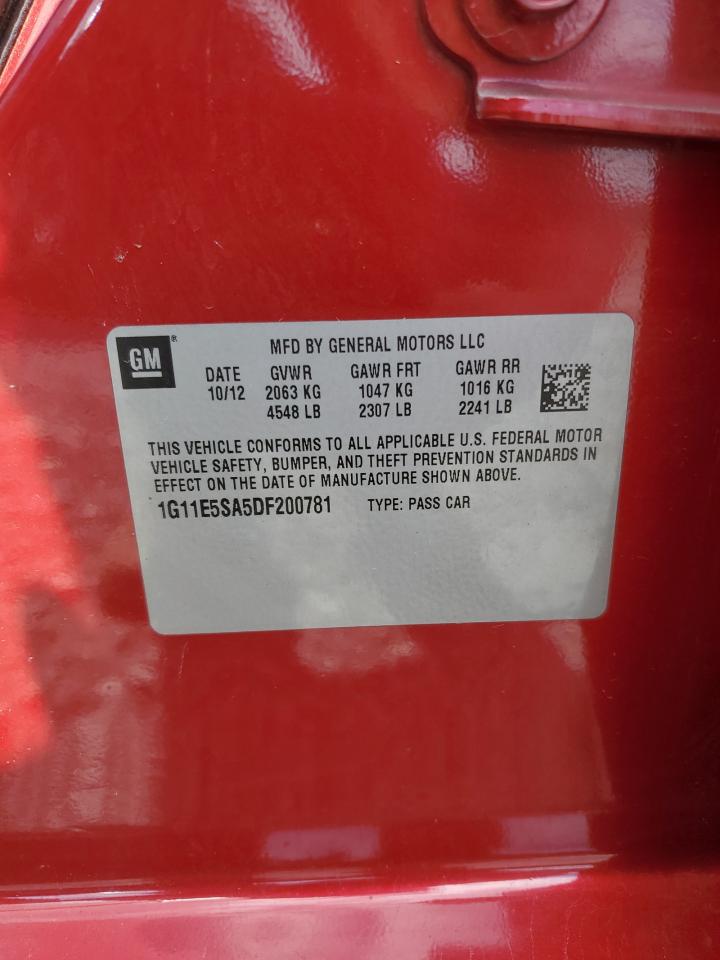 GM ®
MFD BY GENERAL MOTORS LLC
DATE GVWR GAWR FRT GAWR RR
10/12 2063 KG 1047 KG 1016 KG
4548 LB 2307 LB 2241 LB
THIS VEHICLE CONFORMS TO ALL APPLICABLE U.S. FEDERAL MOTOR
VEHICLE SAFETY, BUMPER, AND THEFT PREVENTION STANDARDS IN
EFFECT ON THE DATE OF MANUFACTURE SHOWN ABOVE.
1G11E5SA5DF200781 TYPE: PASS CAR